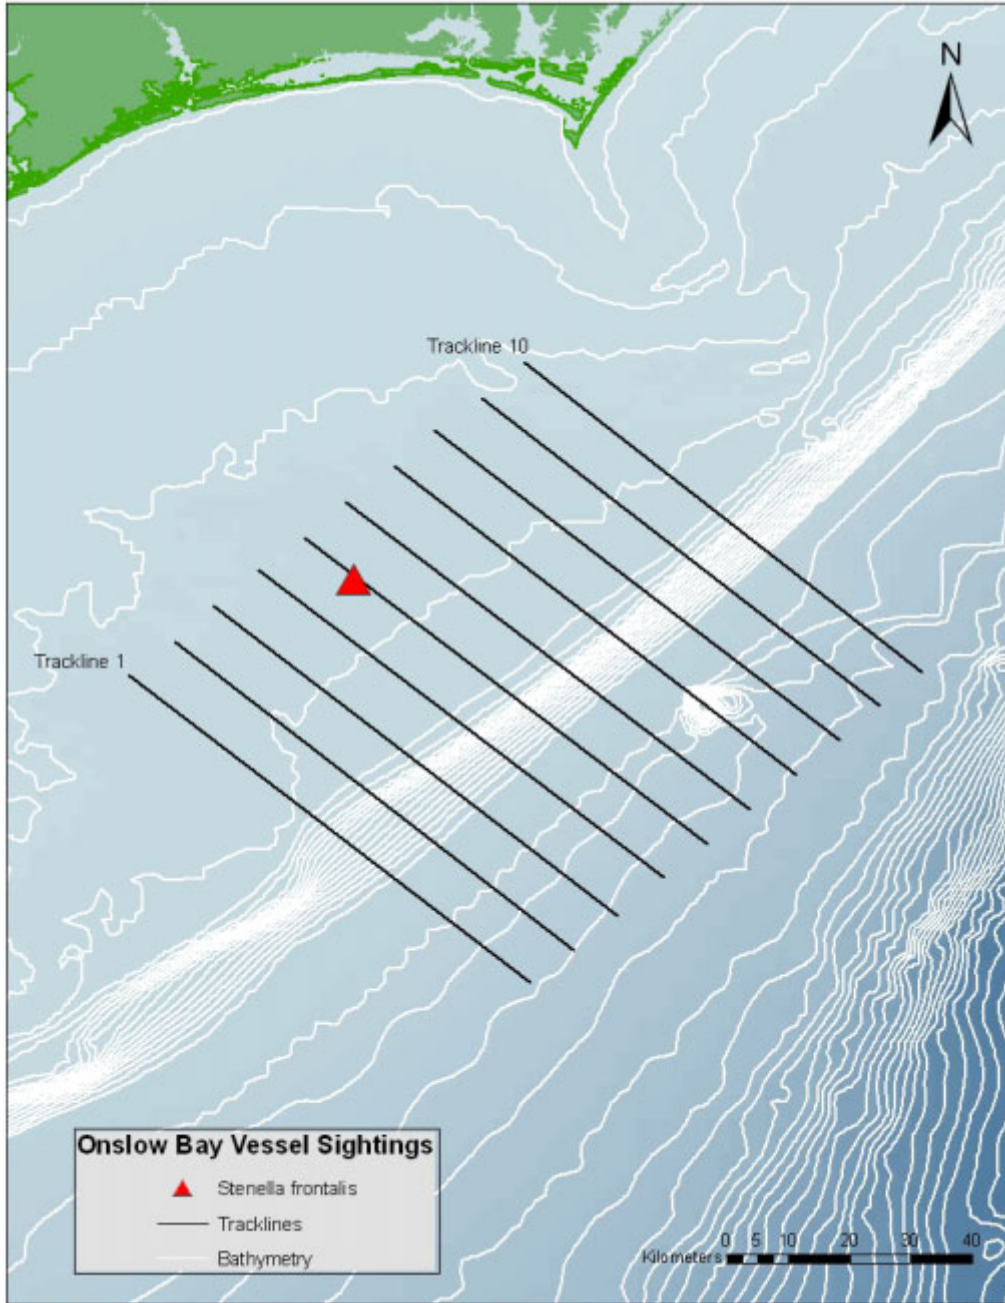 N
Trackline 10
Trackline 1
Onslow Bay Vessel Sightings
Stenella frontalis
Tracklines
Bathymetry
0 5 10 20 30 40
Kilometers